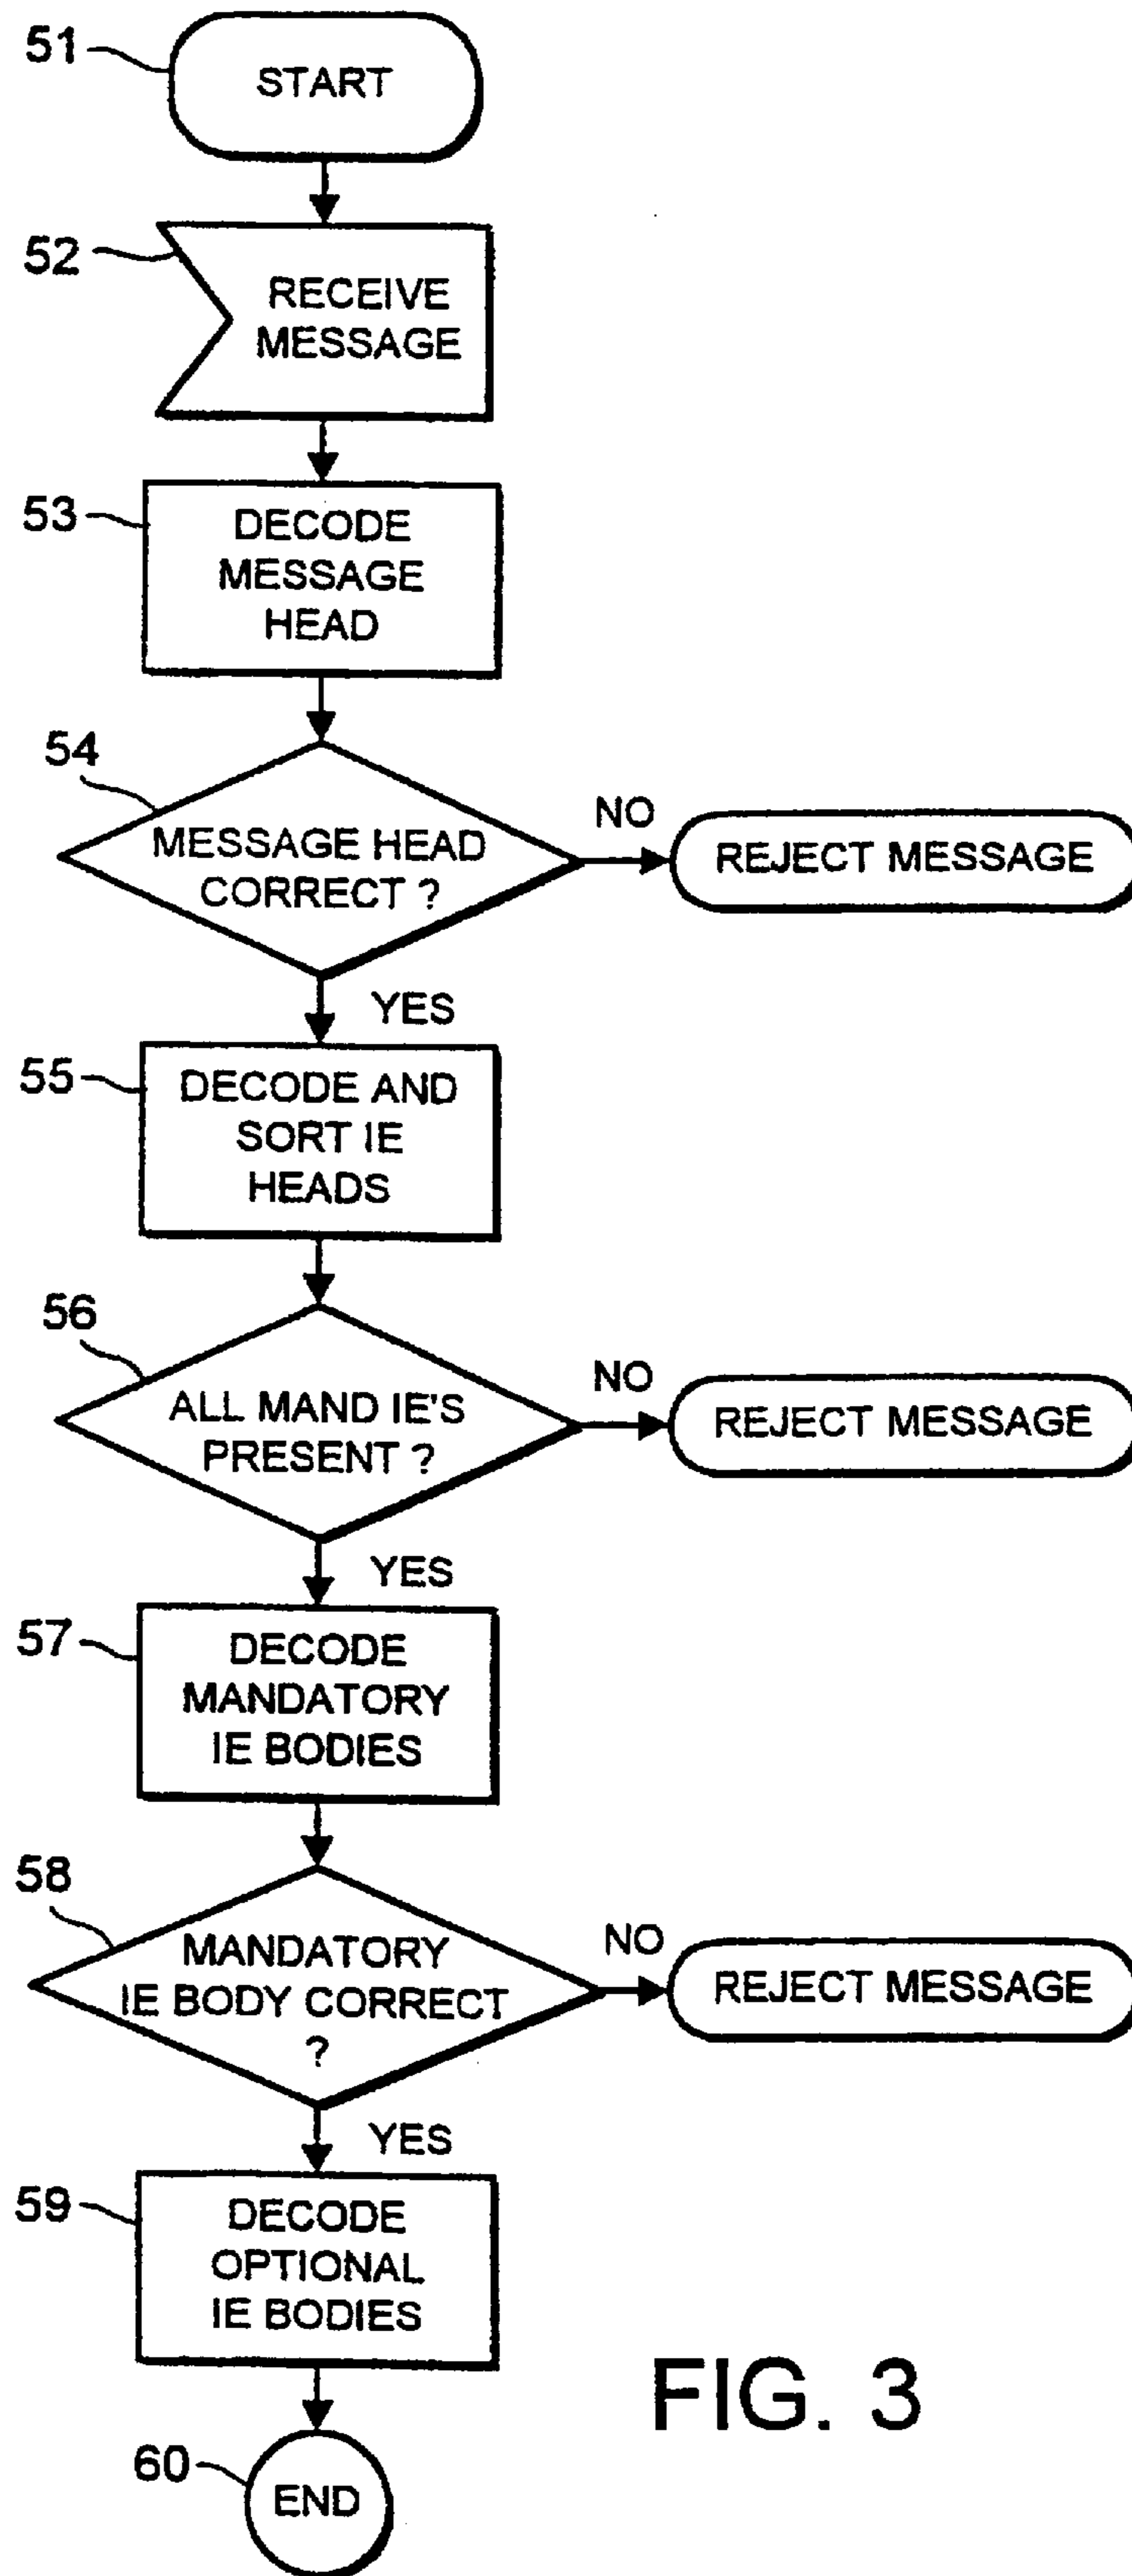 51
START
52
RECEIVE
MESSAGE
53
DECODE
MESSAGE
HEAD
54
MESSAGE HEAD
CORRECT ?
NO
REJECT MESSAGE
YES
55
DECODE AND
SORT IE
HEADS
56
ALL MAND IE'S
PRESENT ?
NO
REJECT MESSAGE
YES
57
DECODE
MANDATORY
IE BODIES
58
MANDATORY
IE BODY CORRECT
?
NO
REJECT MESSAGE
YES
59
DECODE
OPTIONAL
IE BODIES
60
END
FIG. 3